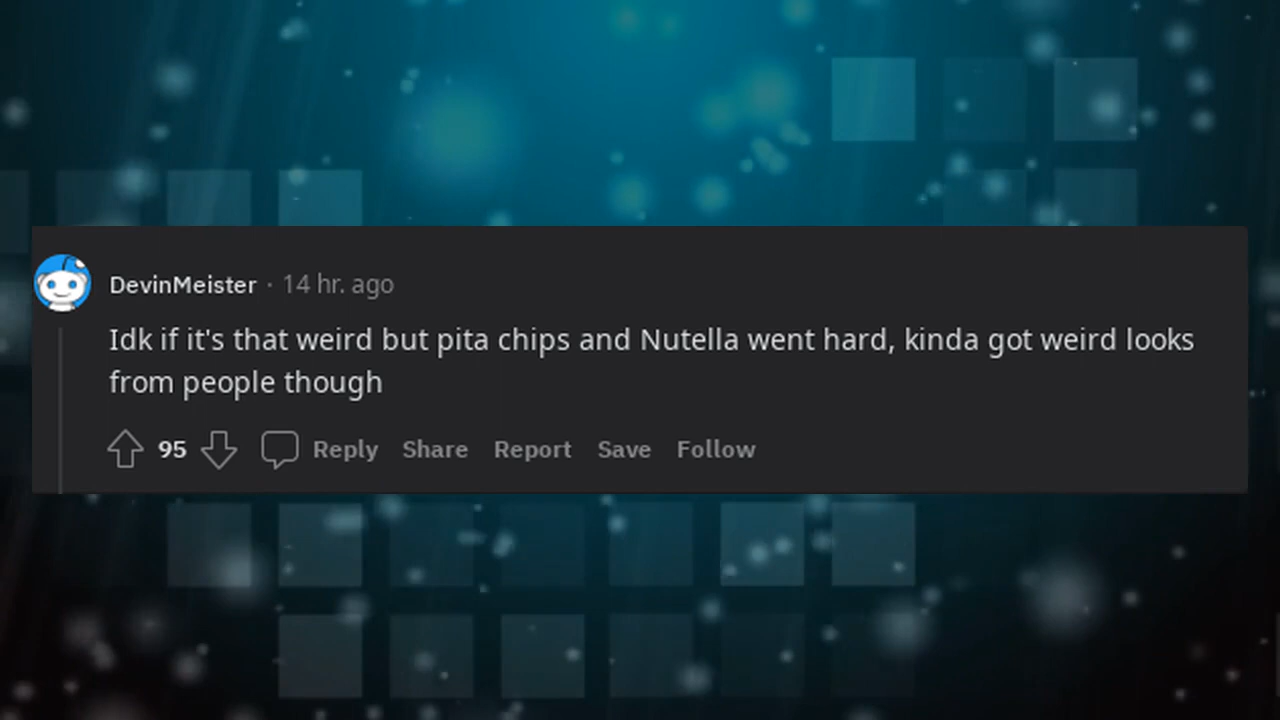 DevinMeister · 14 hr. ago
Idk if it's that weird but pita chips and Nutella went hard, kinda got weird looks
from people though
95 Reply Share Report Save Follow